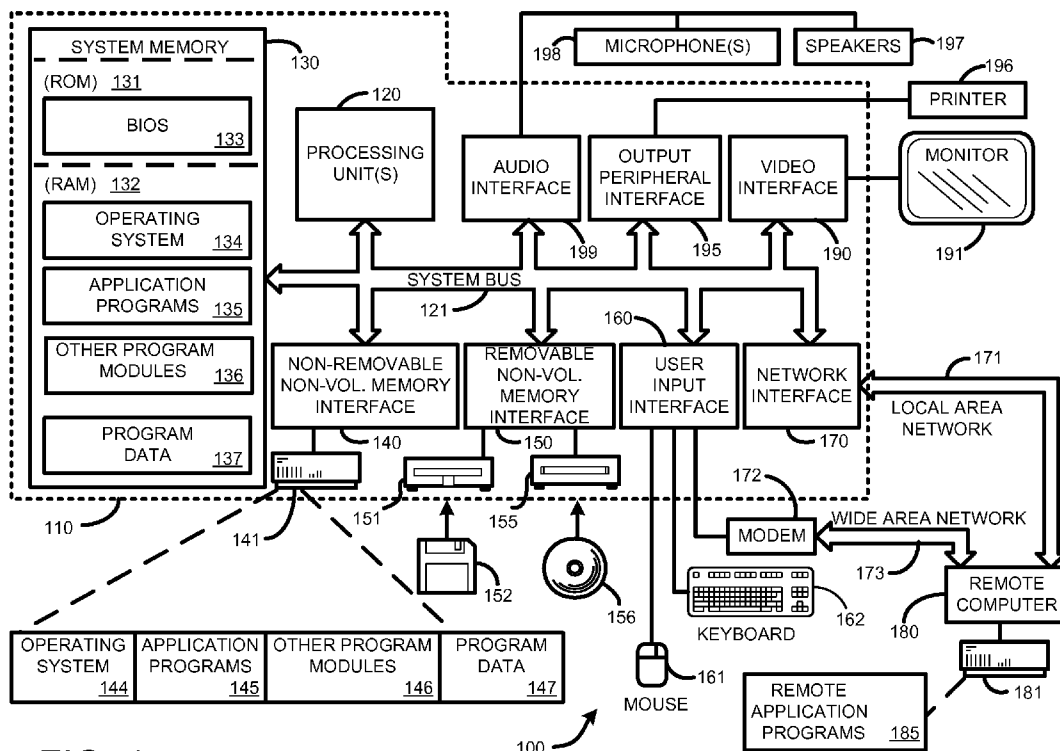 SYSTEM MEMORY
130
(ROM) 131
BIOS
133
(RAM) 132
OPERATING
SYSTEM 134
APPLICATION
PROGRAMS 135
OTHER PROGRAM
MODULES 136
PROGRAM
DATA 137
120
PROCESSING
UNIT(S)
198
MICROPHONE(S)
SPEAKERS
197
196
PRINTER
AUDIO
INTERFACE
199
OUTPUT
PERIPHERAL
INTERFACE
195
VIDEO
INTERFACE
190
MONITOR
191
SYSTEM BUS
121
NON-REMOVABLE
NON-VOL. MEMORY
INTERFACE
140
REMOVABLE
NON-VOL.
MEMORY
INTERFACE
150
160
USER
INPUT
INTERFACE
NETWORK
INTERFACE
170
171
LOCAL AREA
NETWORK
110
141
151
152
155
156
172
MODEM
WIDE AREA NETWORK
173
KEYBOARD
162
MOUSE
161
REMOTE
COMPUTER
180
181
REMOTE
APPLICATION
PROGRAMS 185
OPERATING
SYSTEM 144
APPLICATION
PROGRAMS 145
OTHER PROGRAM
MODULES 146
PROGRAM
DATA 147
100